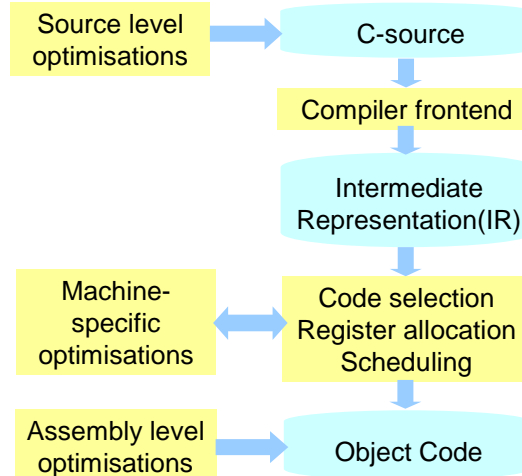 Source level
optimisations
C-source
Compiler frontend
Intermediate
Representation(IR)
Machine-
specific
optimisations
Code selection
Register allocation
Scheduling
Assembly level
optimisations
Object Code